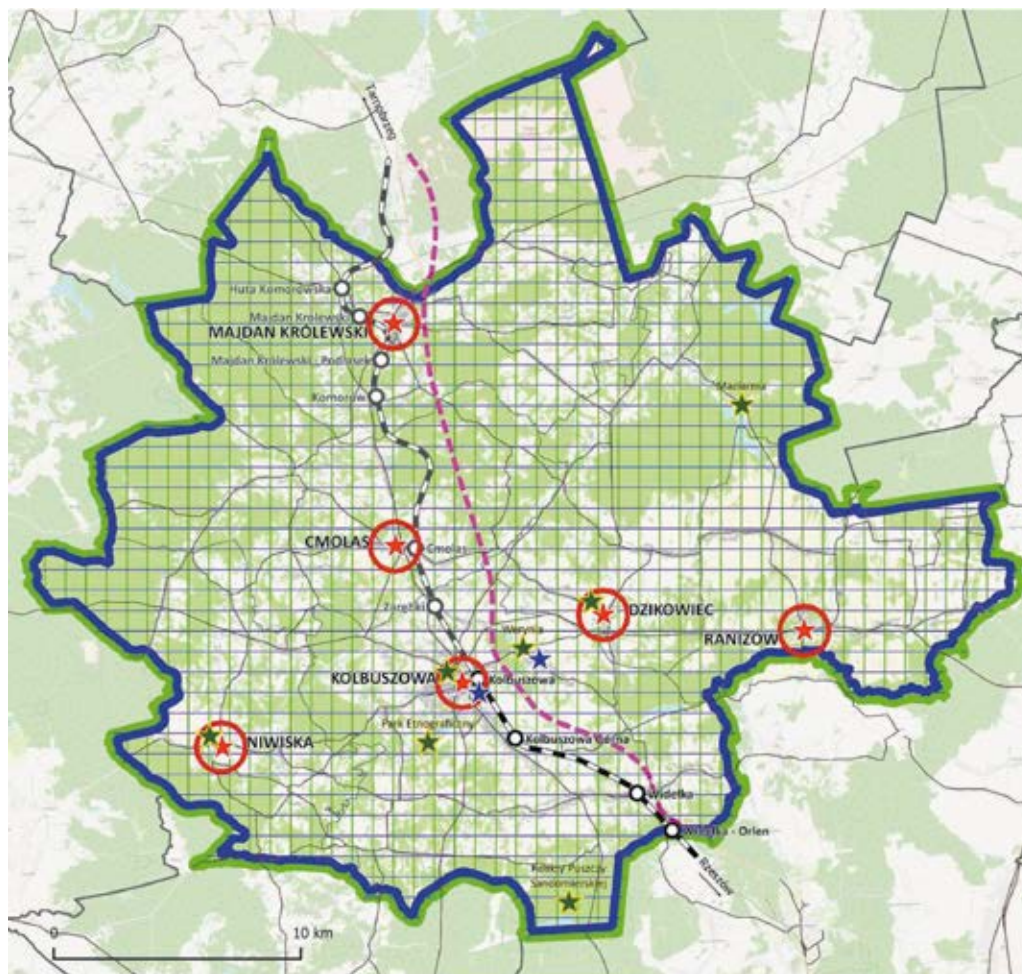 Tarnobrzeg
Huta Komorowska
Majdan Królewski
MAJDAN KRÓLEWSKI
Majdan Królewski - Podlasek
Komorów
Maziarnia
CMOLAS
Cmolas
Zarębki
DZIKOWIEC
RANIZÓW
Werynia
KOLBUSZOWA
Kolbuszowa
Park Etnograficzny
Kolbuszowa Górna
NIWISKA
Widełka
Widełka - Orlen
Rzeszów
Puszczy
Sandomierskiej
0
10 km